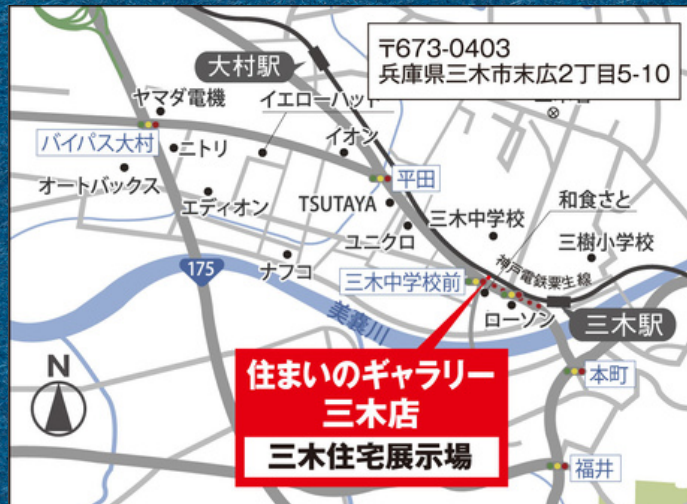 〒673-0403
兵庫県三木市末広2丁目5-10
大村駅
ヤマダ電機
イエローハット
バイパス大村
ニトリ
イオン
オートバックス
エディオン
平田
TSUTAYA
和食さと
三木中学校
ユニクロ
三樹小学校
ナフコ
175
三木中学校前
神戸電鉄粟生線
ローソン
美嚢川
三木駅
住まいのギャラリー
三木店
三木住宅展示場
本町
N
福井